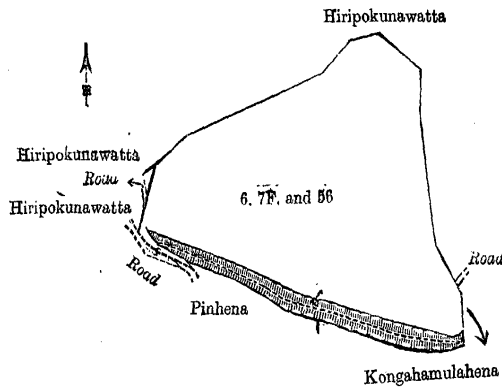 Hiripokunawatta
Hiripokunawatta
Road
6, 7F, and 56
Hiripokunawatta
Road
Road
Pinhena
Kongahamulahena